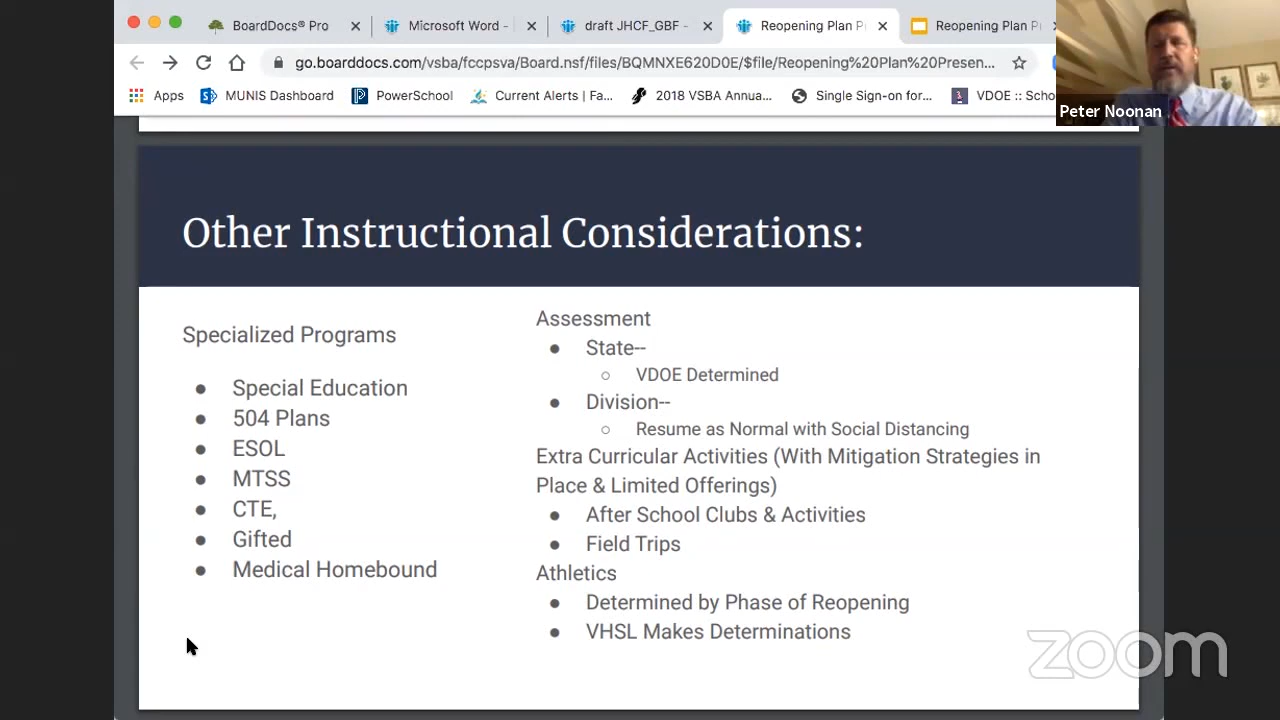 BoardDocs® Pro
Microsoft Word -
draft JHCF_GBF -
Reopening Plan P
Reopening Plan P
go.boarddocs.com/vsba/fccpsva/Board.nsf/files/BQMNXE620D0E/$file/Reopening%20Plan%20Presen...
Apps
MUNIS Dashboard
PowerSchool
Current Alerts | Fa...
2018 VSBA Annua...
Single Sign-on for...
VDOE :: Scho
Peter Noonan
Other Instructional Considerations:
Specialized Programs
● Special Education
● 504 Plans
● ESOL
● MTSS
● CTE,
● Gifted
● Medical Homebound
Assessment
● State--
○ VDOE Determined
● Division--
○ Resume as Normal with Social Distancing
Extra Curricular Activities (With Mitigation Strategies in
Place & Limited Offerings)
● After School Clubs & Activities
● Field Trips
Athletics
● Determined by Phase of Reopening
● VHSL Makes Determinations
zoom